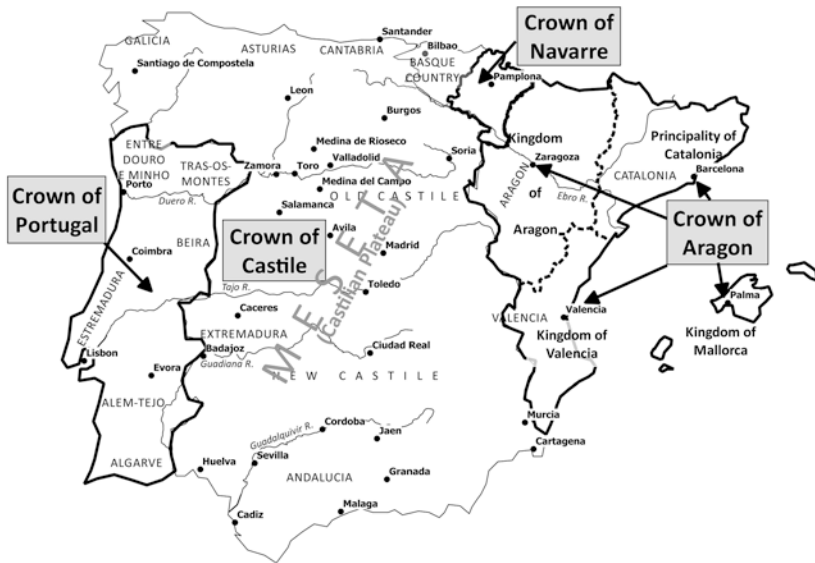 Crown of
Navarre
Santander
GALICIA
ASTURIAS
CANTABRIA
Bilbao
BASQUE
COUNTRY
Santiago de Compostela
Pamplona
Leon
Burgos
ENTRE
DOURO
E MINHO
TRAS-OS-
MONTES
Medina de Rioseco
Valladolid
Soria
Kingdom
of
Aragon
ARAGON
Zaragoza
Principality of
Catalonia
Barcelona
CATALONIA
Ebro R.
Zamora
Toro
Medina del Campo
OLD CASTILE
Porto
Duero R.
Salamanca
Crown of
Portugal
BEIRA
Crown of
Castile
Avila
MESETA
(Castilian Plateau)
Madrid
Crown of
Aragon
Coimbra
ESTREMADURA
Tajo R.
Toledo
Caceres
Palma
Kingdom of
Mallorca
VALENCIA
Valencia
Kingdom of
Valencia
EXTREMADURA
Badajoz
Guadiana R.
Ciudad Real
Lisbon
Evora
NEW CASTILE
ALEM-TEJO
Murcia
Cordoba
Guadalquivir R.
Jaen
Cartagena
ALGARVE
Huelva
Sevilla
ANDALUCIA
Granada
Cadiz
Malaga